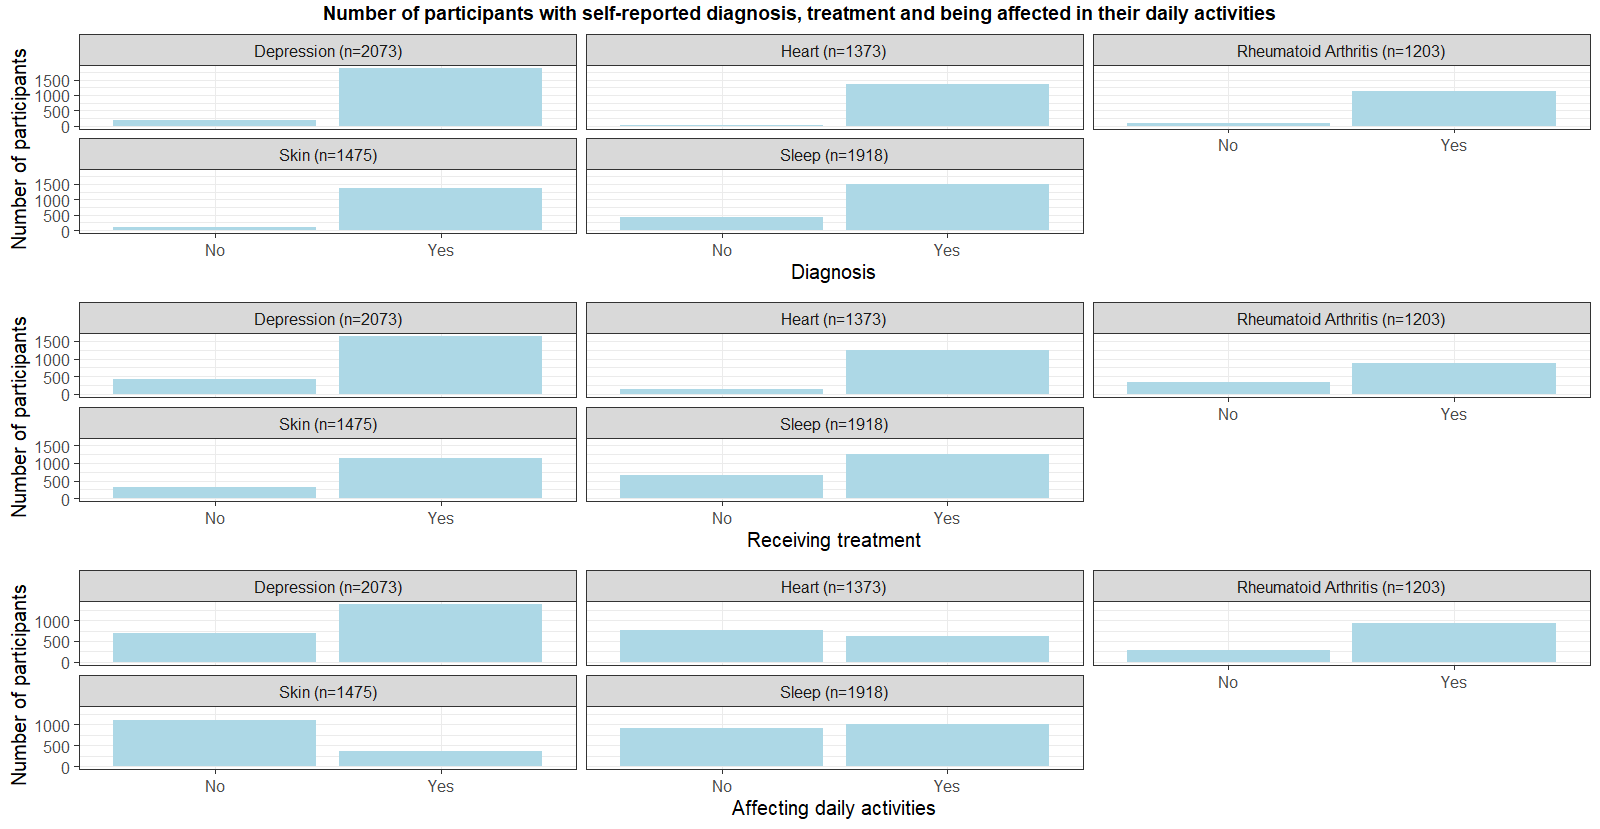 Number of participants with self-reported diagnosis, treatment and being affected in their daily activities
Number of participants
Depression (n=2073)
Heart (n=1373)
Rheumatoid Arthritis (n=1203)
1500
1000
500
0
No
Yes
Skin (n=1475)
Sleep (n=1918)
1500
1000
500
0
No
Yes
No
Yes
Diagnosis
Number of participants
Depression (n=2073)
Heart (n=1373)
Rheumatoid Arthritis (n=1203)
1500
1000
500
0
No
Yes
Skin (n=1475)
Sleep (n=1918)
1500
1000
500
0
No
Yes
No
Yes
Receiving treatment
Number of participants
Depression (n=2073)
Heart (n=1373)
Rheumatoid Arthritis (n=1203)
1000
500
0
No
Yes
Skin (n=1475)
Sleep (n=1918)
1000
500
0
No
Yes
No
Yes
Affecting daily activities